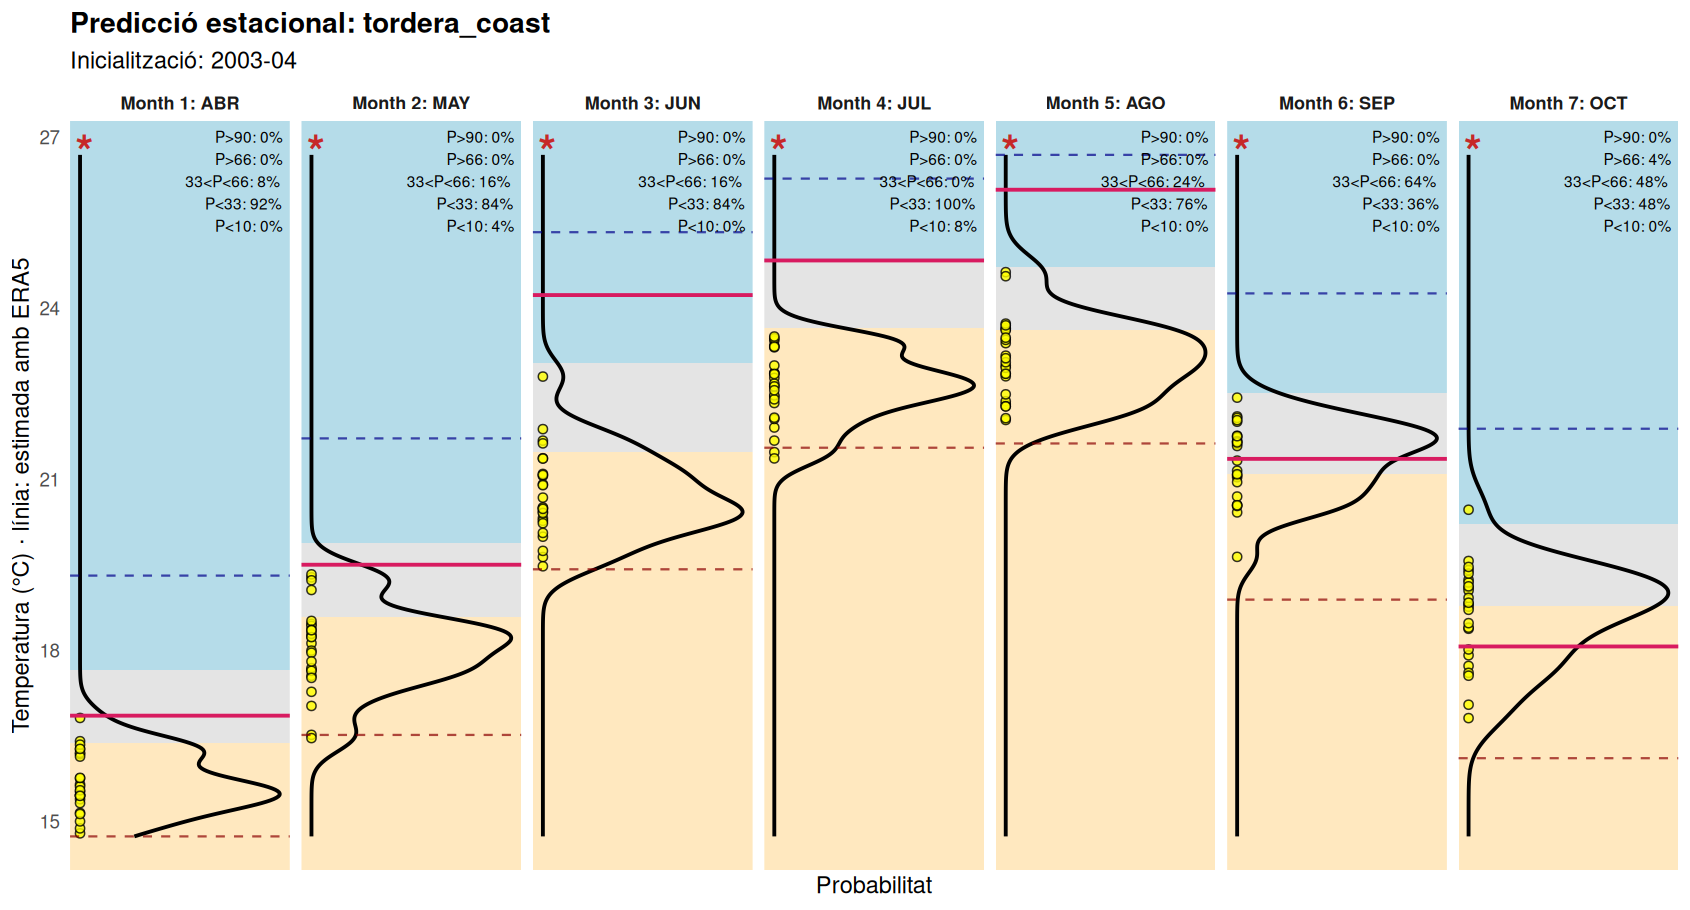 Predicció estacional: tordera_coast
Inicialització: 2003-04
Month 1: ABR
Month 2: MAY
Month 3: JUN
Month 4: JUL
Month 5: AGO
Month 6: SEP
Month 7: OCT
Temperatura (°C) · línia: estimada amb ERA5
27
24
21
18
15
*
P>90: 0%
P>66: 0%
33<P<66: 8%
P<33: 92%
P<10: 0%
*
P>90: 0%
P>66: 0%
33<P<66: 16%
P<33: 84%
P<10: 4%
*
P>90: 0%
P>66: 0%
33<P<66: 16%
P<33: 84%
P<10: 0%
*
P>90: 0%
P>66: 0%
33<P<66: 0%
P<33: 100%
P<10: 8%
*
P>90: 0%
P>66: 0%
33<P<66: 24%
P<33: 76%
P<10: 0%
*
P>90: 0%
P>66: 0%
33<P<66: 64%
P<33: 36%
P<10: 0%
*
P>90: 0%
P>66: 4%
33<P<66: 48%
P<33: 48%
P<10: 0%
Probabilitat